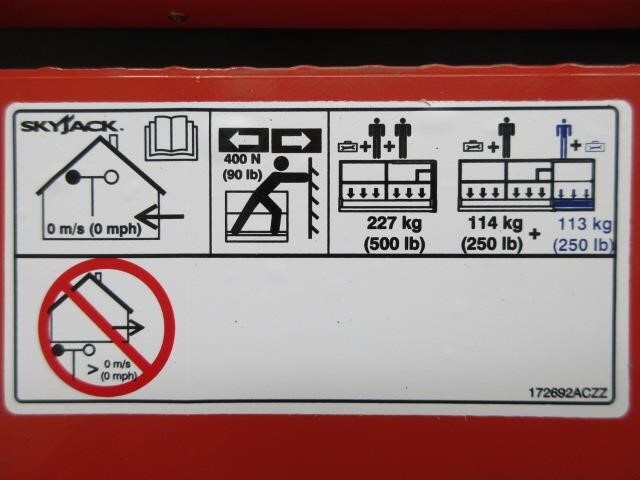 SKYJACK.
0 m/s (0 mph)
400 N
(90 lb)
+ +
227 kg
(500 lb)
+ +
114 kg + 113 kg
(250 lb) (250 lb)
> 0 m/s
(0 mph)
172692ACZZ